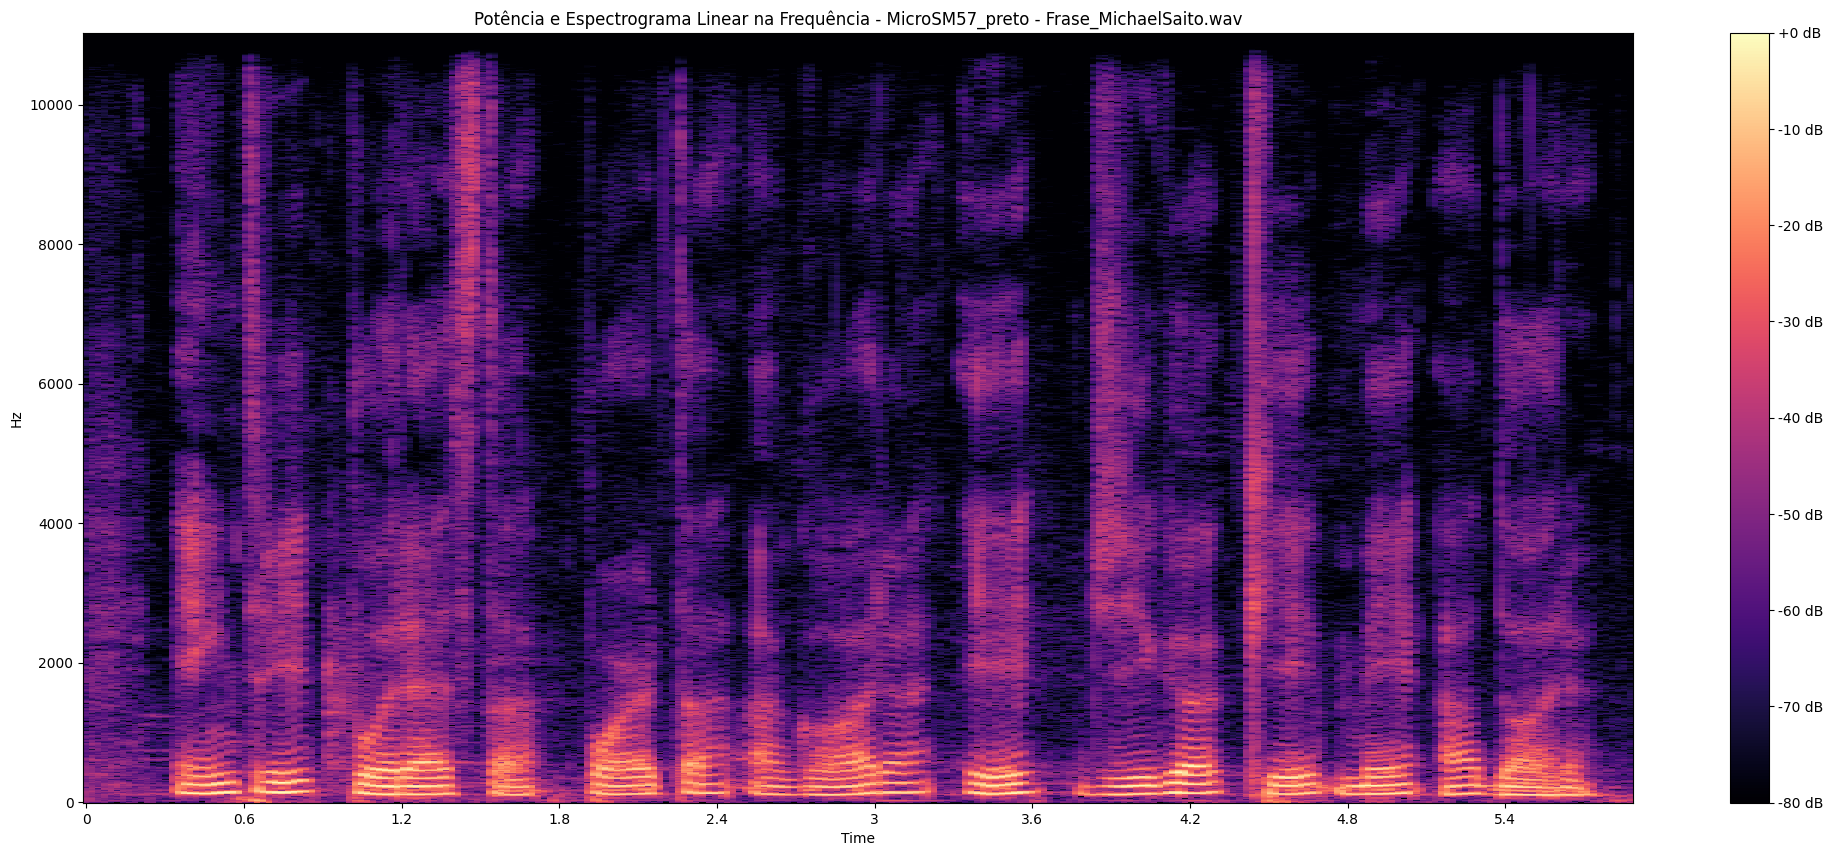 Potência e Espectrograma Linear na Frequência - MicroSM57_preto - Frase_MichaelSaito.wav
10000
8000
6000
4000
2000
0
Hz
0
0.6
1.2
1.8
2.4
3
3.6
4.2
4.8
5.4
Time
+0 dB
-10 dB
-20 dB
-30 dB
-40 dB
-50 dB
-60 dB
-70 dB
-80 dB